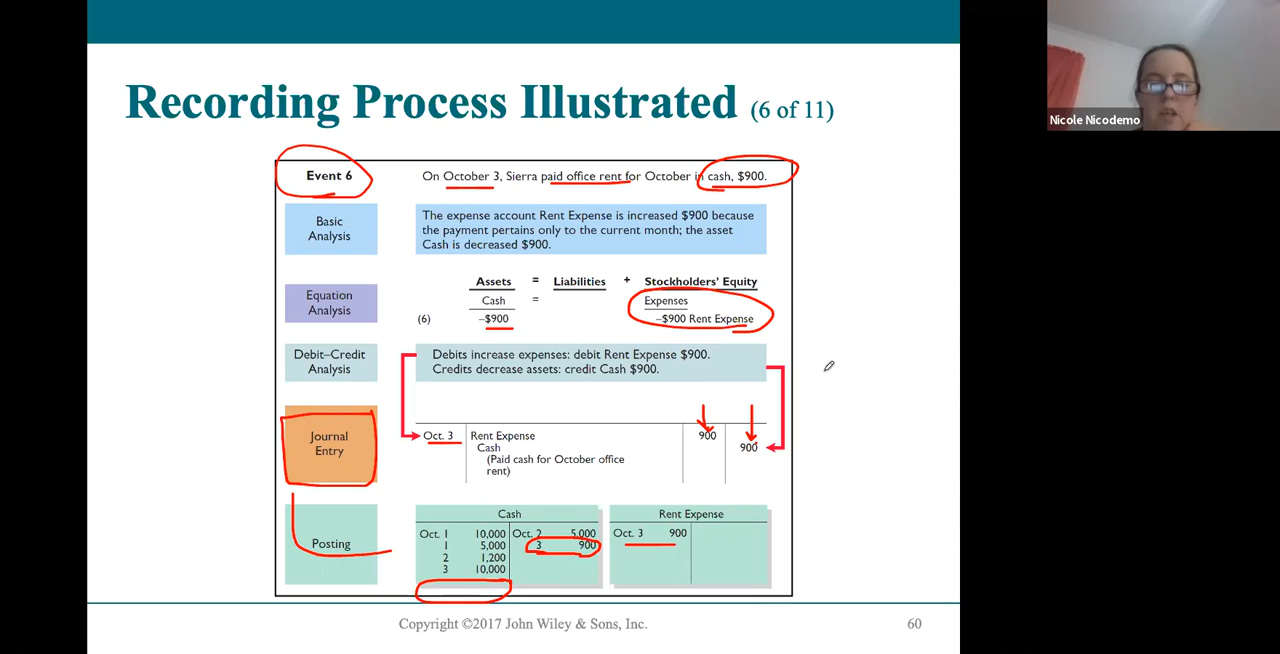 Recording Process Illustrated (6 of 11)
Nicole Nicodemo
Event 6
On October 3, Sierra paid office rent for October in cash, $900.
Basic
Analysis
The expense account Rent Expense is increased $900 because
the payment pertains only to the current month; the asset
Cash is decreased $900.
Equation
Analysis
Assets = Liabilities + Stockholders' Equity
Cash = Expenses
(6) –$900 –$900 Rent Expense
Debit–Credit
Analysis
Debits increase expenses: debit Rent Expense $900.
Credits decrease assets: credit Cash $900.
Journal
Entry
Oct. 3 Rent Expense 900
Cash 900
(Paid cash for October office
rent)
Posting
Cash
Oct. 1 10,000 Oct. 2 5,000
1 5,000 3 900
2 1,200
3 10,000
Rent Expense
Oct. 3 900
Copyright ©2017 John Wiley & Sons, Inc.
60